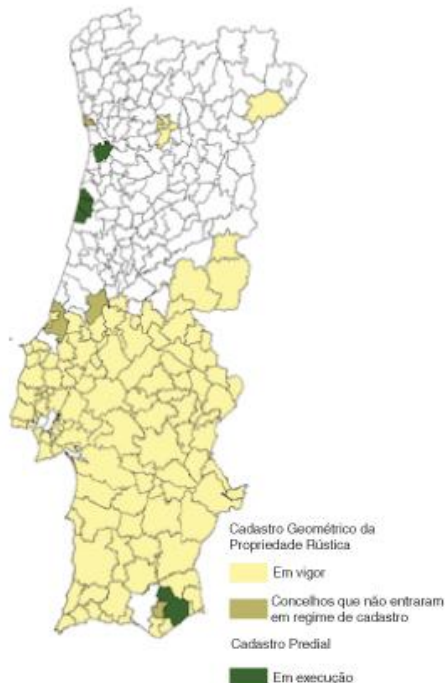 Cadastro Geométrico da
Propriedade Rústica
Em vigor
Concelhos que não entraram
em regime de cadastro
Cadastro Predial
Em execução